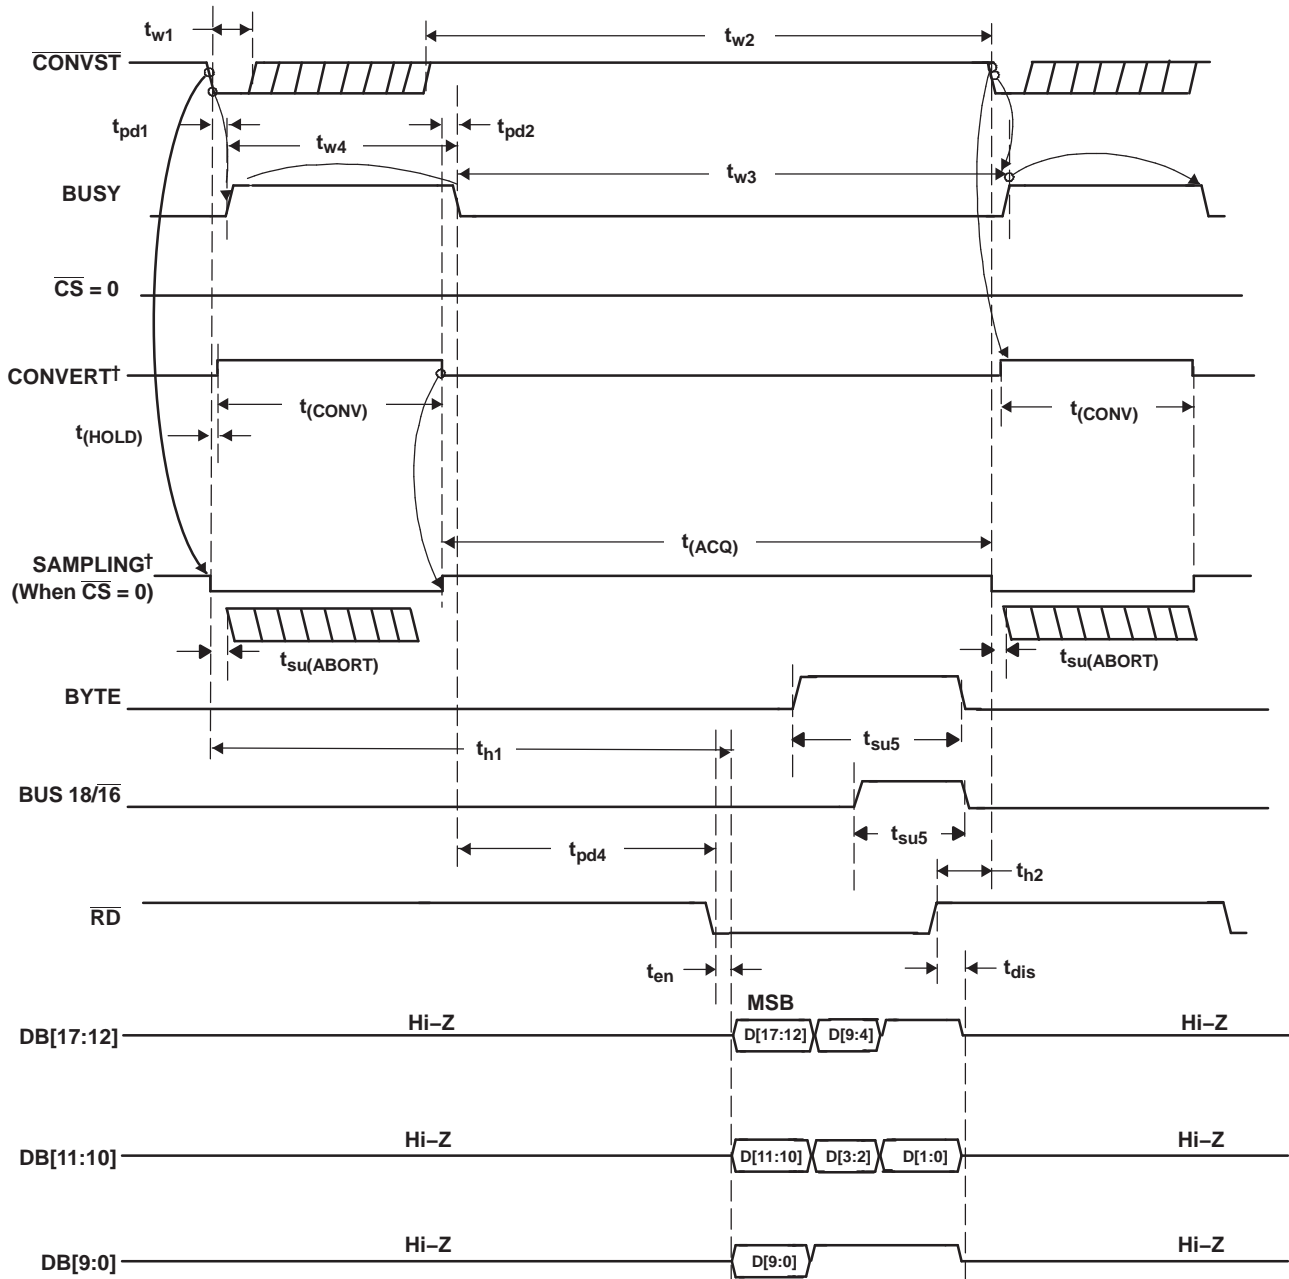 tw1
tw2
CONVST
tpd1
tw4
tpd2
tw3
BUSY
CS = 0
CONVERT†
t(CONV)
t(CONV)
t(HOLD)
t(ACQ)
SAMPLING†
(When CS = 0)
tsu(ABORT)
tsu(ABORT)
BYTE
th1
tsu5
BUS 18/16
tsu5
tpd4
th2
RD
ten
tdis
MSB
Hi–Z
Hi–Z
DB[17:12]
D[17:12]
D[9:4]
Hi–Z
Hi–Z
DB[11:10]
D[11:10]
D[3:2]
D[1:0]
Hi–Z
Hi–Z
DB[9:0]
D[9:0]